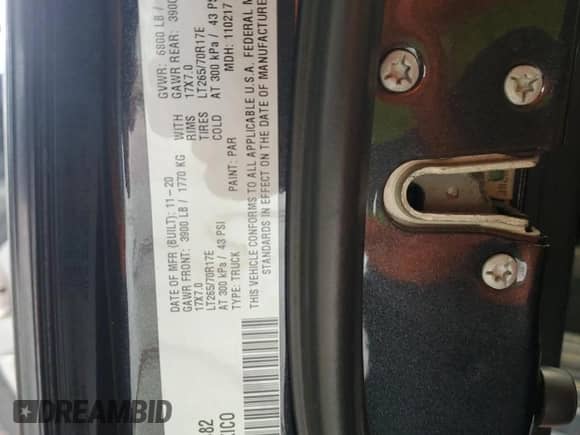 DATE OF MFR (BUILT): 11-20 GVWR: 6800 LB /
GAWR FRONT: 3900 LB / 1770 KG WITH GAWR REAR: 3900
17X7.0 RIMS 17X7.0
LT265/70R17E TIRES LT265/70R17E
AT 300 kPa / 43 PSI COLD AT 300 kPa / 43 PS
TYPE: TRUCK PAINT: PAR MDH: 110217
THIS VEHICLE CONFORMS TO ALL APPLICABLE U.S.A. FEDERAL M
STANDARDS IN EFFECT ON THE DATE OF MANUFACTURE
82
XICO
DREAMBID